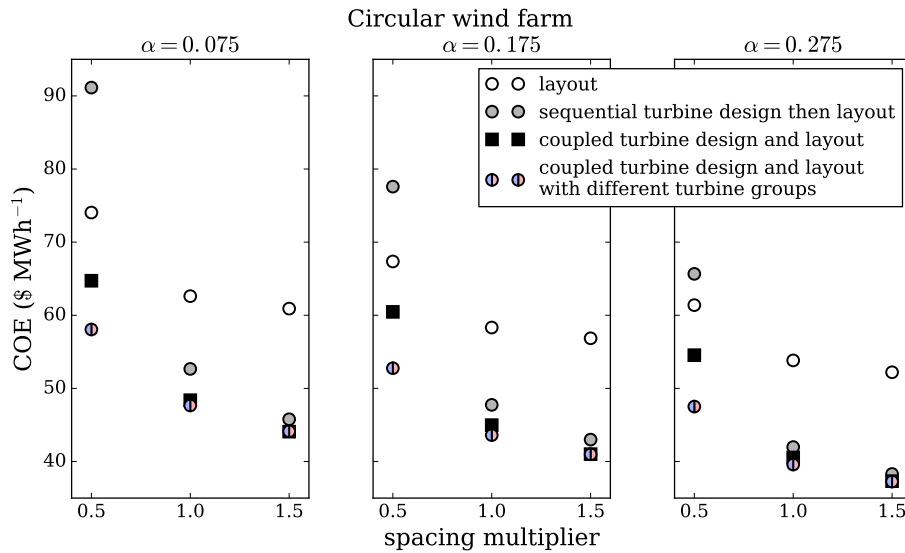 Circular wind farm
α = 0.075
α = 0.175
α = 0.275
layout
sequential turbine design then layout
coupled turbine design and layout
coupled turbine design and layout
with different turbine groups
COE ($ MWh⁻¹)
90
80
70
60
50
40
0.5 1.0 1.5
0.5 1.0 1.5
0.5 1.0 1.5
spacing multiplier